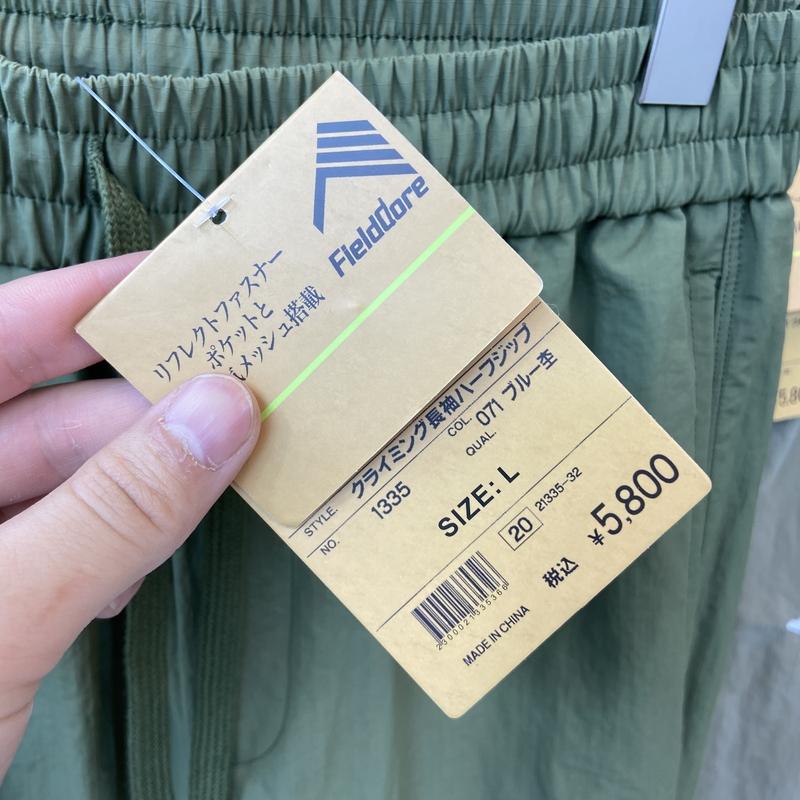 FieldCore
リフレクトファスナー
ポケットと
メッシュ搭載
STYLE. クライミング長袖ハーフジップ
NO. 1335
COL. 071 ブルー杢
QUAL.
SIZE: L
20 21335-32
税込 ¥5,800
2300021335366
MADE IN CHINA